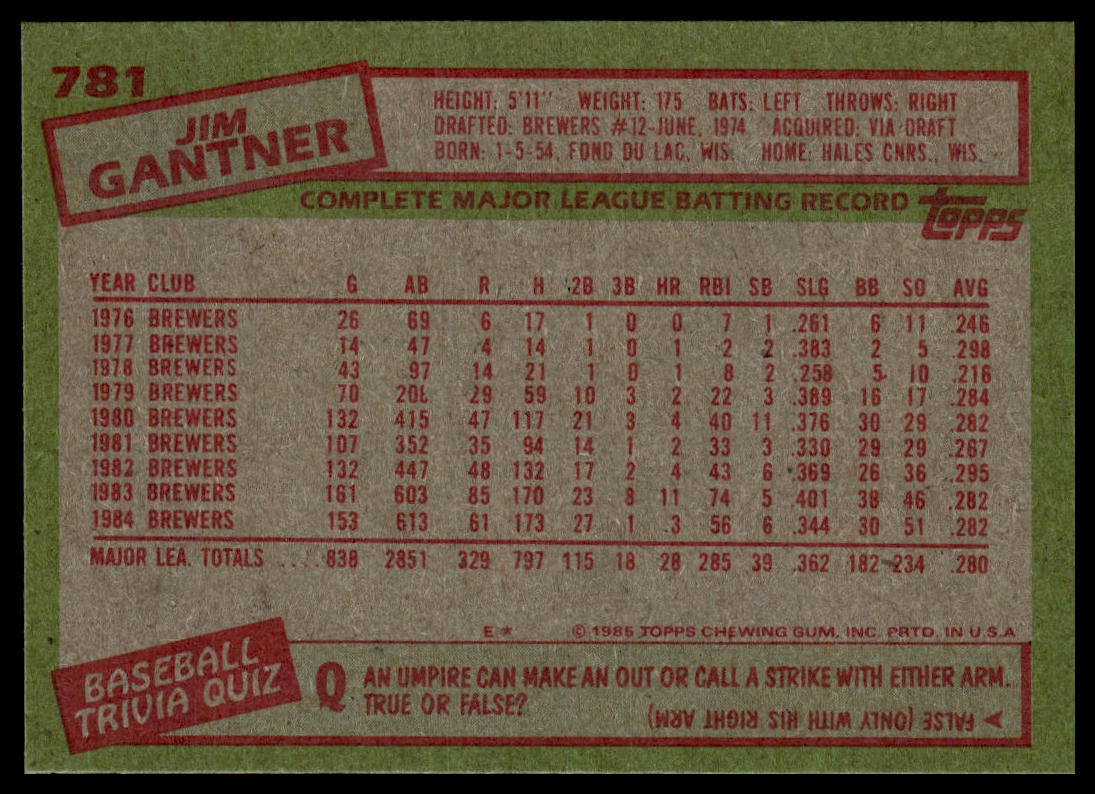 781
JIM
GANTNER
HEIGHT: 5'11" WEIGHT: 175 BATS: LEFT THROWS: RIGHT
DRAFTED: BREWERS #12-JUNE, 1974 ACQUIRED: VIA DRAFT
BORN: 1-5-54, FOND DU LAC, WIS. HOME: HALES CNRS., WIS.
COMPLETE MAJOR LEAGUE BATTING RECORD
TOPPS
YEAR CLUB G AB R H 2B 3B HR RBI SB SLG BB SO AVG
1976 BREWERS 26 69 6 17 1 0 0 7 1 .261 6 11 .246
1977 BREWERS 14 47 4 14 1 0 1 2 2 .383 2 5 .298
1978 BREWERS 43 97 14 21 1 0 1 8 2 .258 5 10 .216
1979 BREWERS 70 208 29 59 10 3 2 22 3 .389 16 17 .284
1980 BREWERS 132 415 47 117 21 3 4 40 11 .376 30 29 .282
1981 BREWERS 107 352 35 94 14 1 2 33 3 .330 29 29 .267
1982 BREWERS 132 447 48 132 17 2 4 43 6 .369 26 36 .295
1983 BREWERS 161 603 85 170 23 8 11 74 5 .401 38 46 .282
1984 BREWERS 153 613 61 173 27 1 3 56 6 .344 30 51 .282
MAJOR LEA. TOTALS ....838 2851 329 797 115 18 28 285 39 .362 182 234 .280
E* © 1985 TOPPS CHEWING GUM, INC. PRTD. IN U.S.A
BASEBALL
TRIVIA QUIZ
Q AN UMPIRE CAN MAKE AN OUT OR CALL A STRIKE WITH EITHER ARM.
TRUE OR FALSE?
FALSE (ONLY WITH HIS RIGHT ARM)